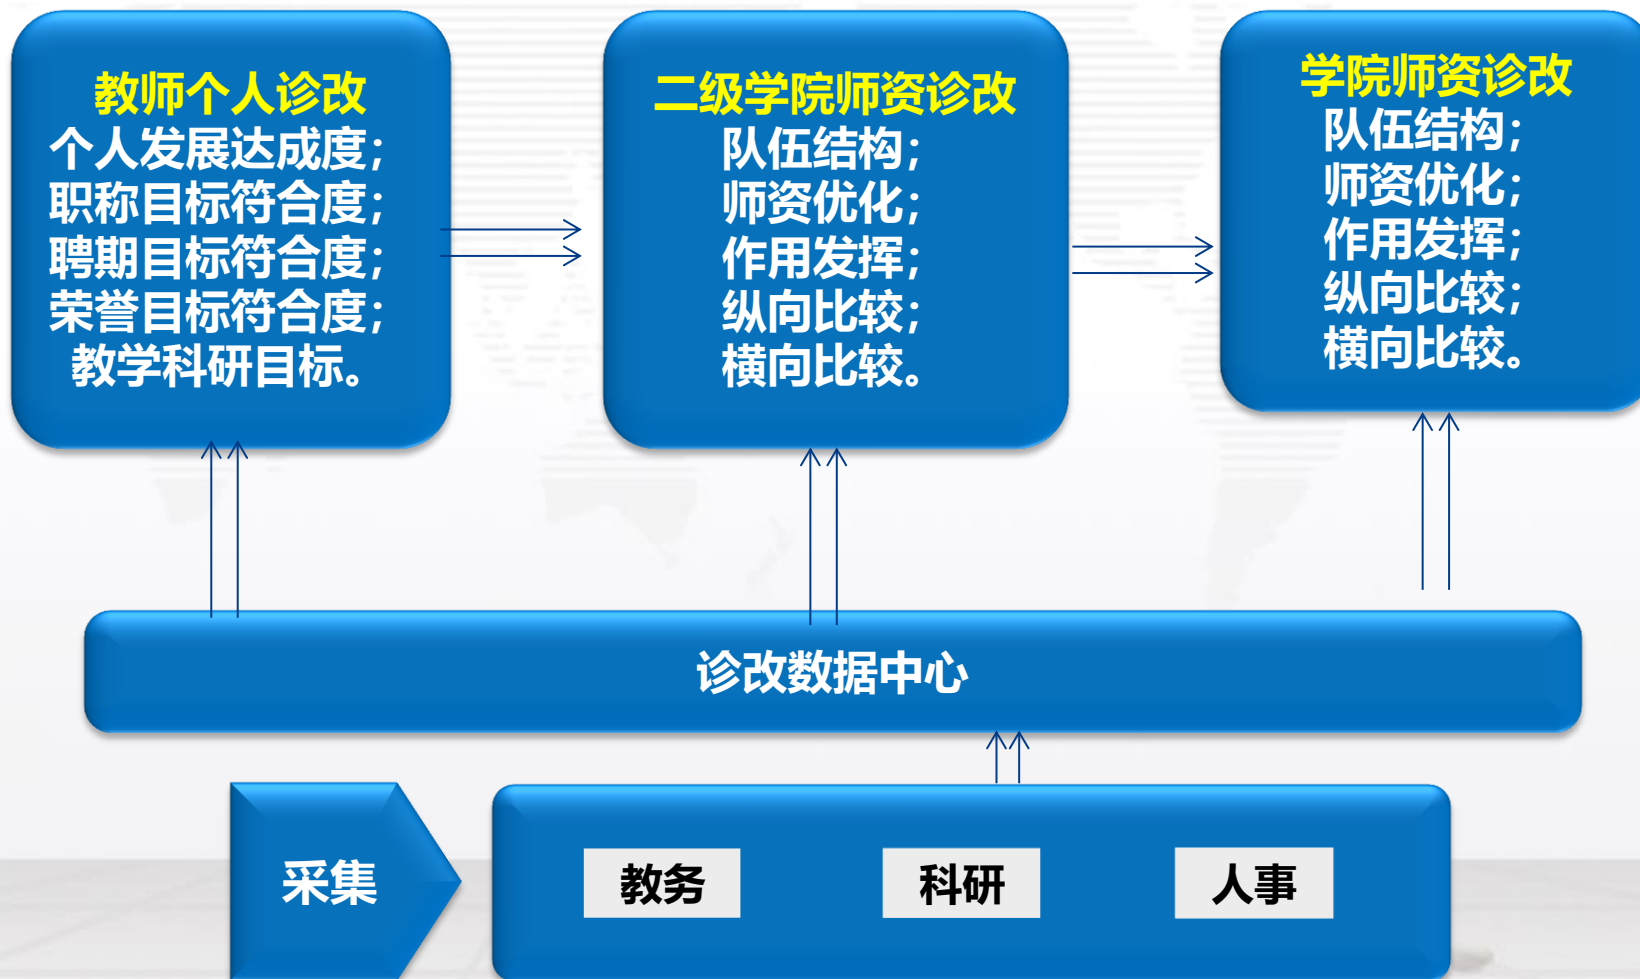 教师个人诊改
个人发展达成度；
职称目标符合度；
聘期目标符合度；
荣誉目标符合度；
教学科研目标。
二级学院师资诊改
队伍结构；
师资优化；
作用发挥；
纵向比较；
横向比较。
学院师资诊改
队伍结构；
师资优化；
作用发挥；
纵向比较；
横向比较。
诊改数据中心
采集
教务
科研
人事